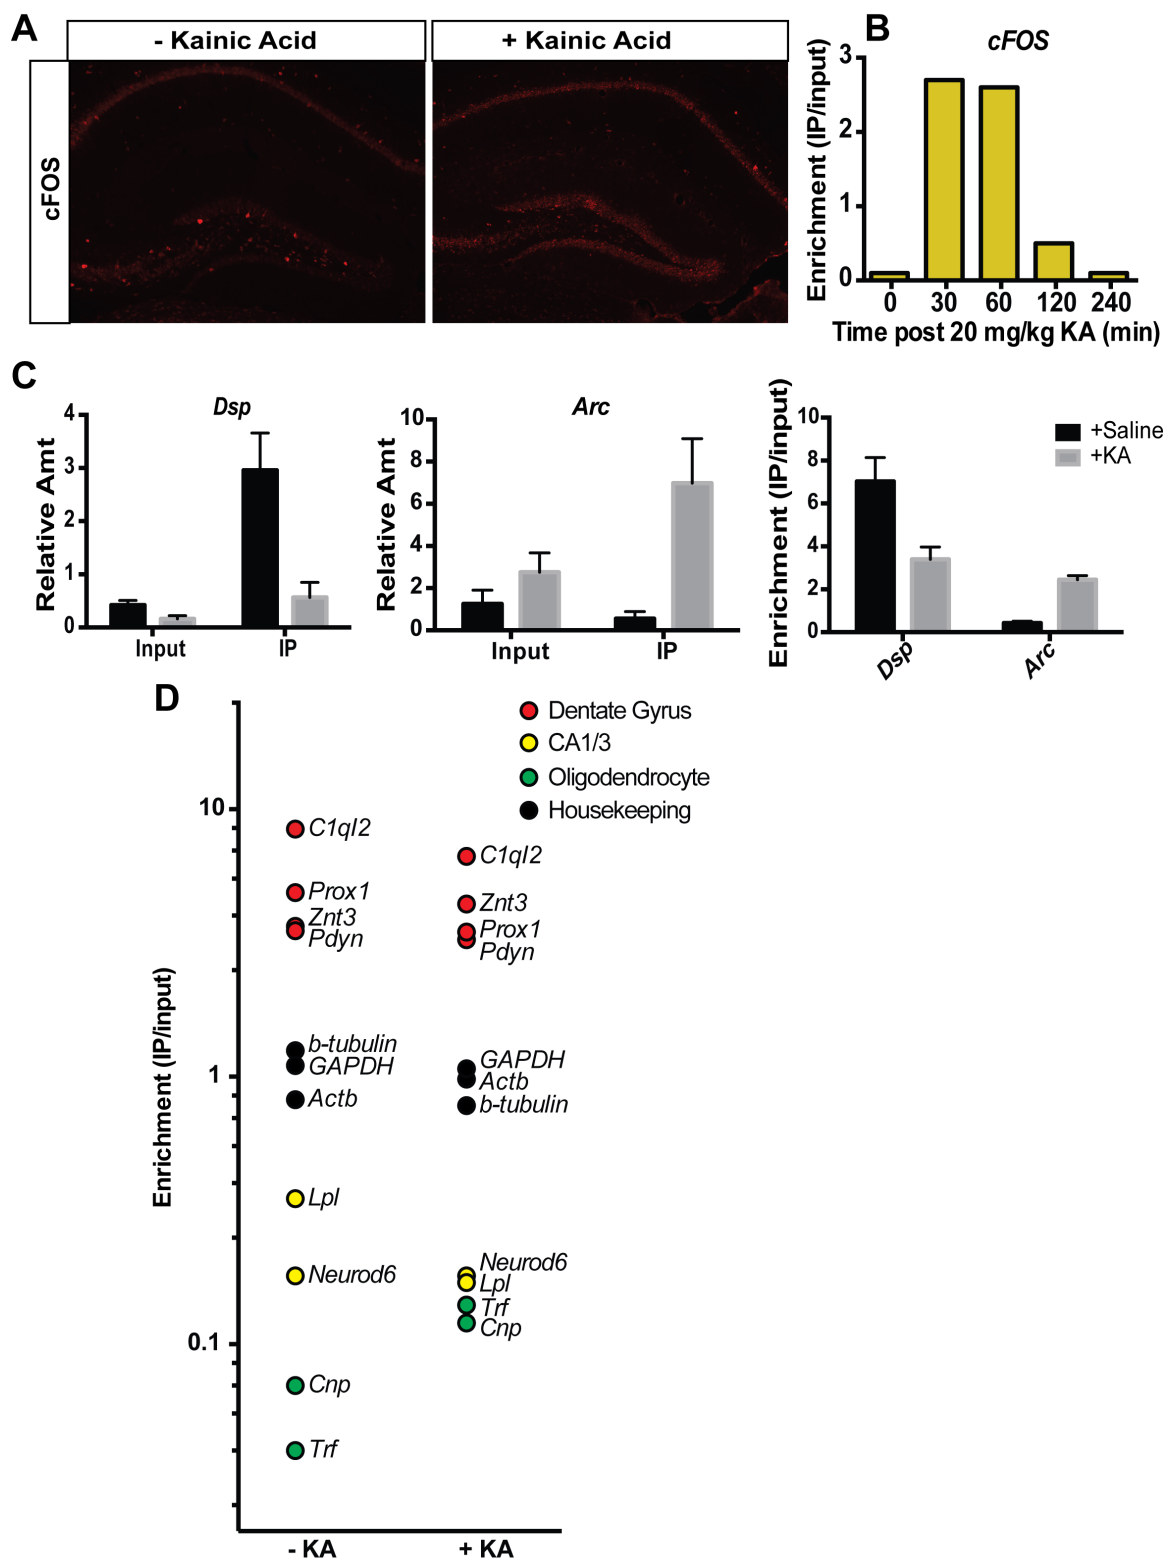 A
- Kainic Acid
+ Kainic Acid
cFOS
B
cFOS
Enrichment (IP/input)
3
2
1
0
0 30 60 120 240
Time post 20 mg/kg KA (min)
C
Dsp
Relative Amt
4
3
2
1
0
Input IP
Arc
Relative Amt
10
8
6
4
2
0
Input IP
Enrichment (IP/input)
10
8
6
4
2
0
Dsp Arc
+Saline
+KA
D
Dentate Gyrus
CA1/3
Oligodendrocyte
Housekeeping
Enrichment (IP/input)
10
1
0.1
C1ql2
Prox1
Znt3
Pdyn
b-tubulin
GAPDH
Actb
Lpl
Neurod6
Cnp
Trf
C1ql2
Znt3
Prox1
Pdyn
GAPDH
Actb
b-tubulin
Neurod6
Lpl
Trf
Cnp
- KA
+ KA